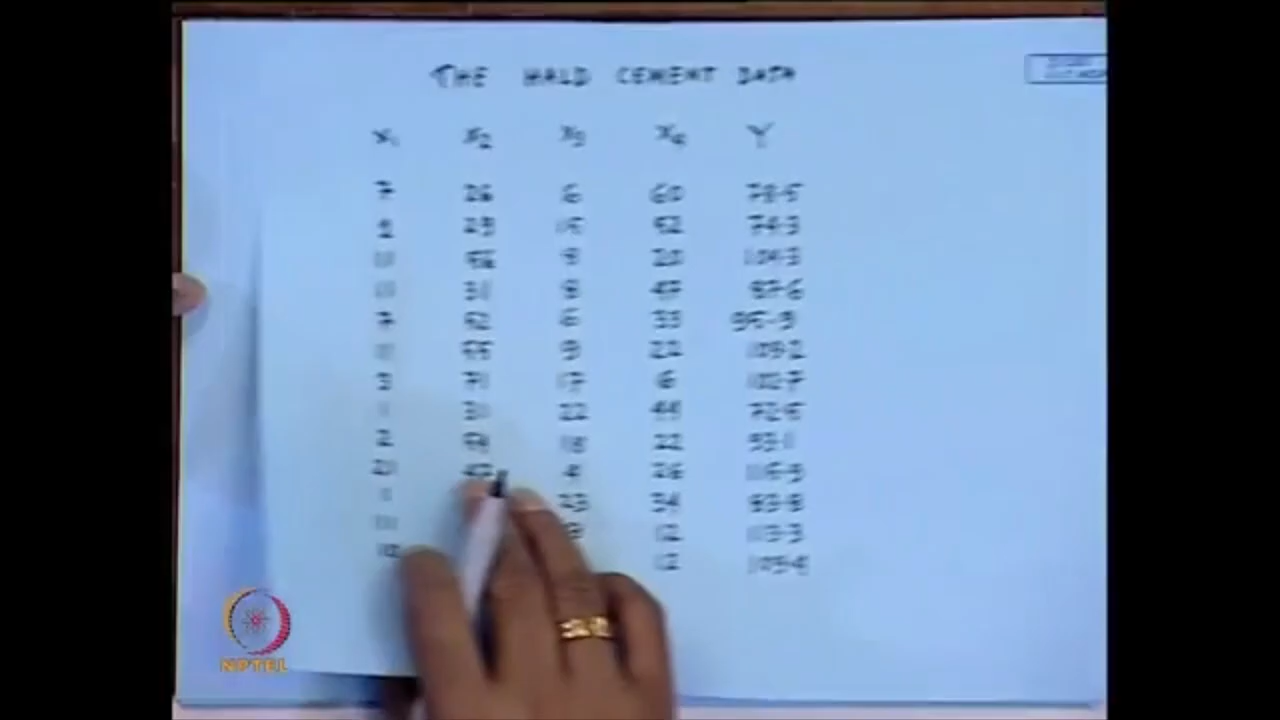 THE HALD CEMENT DATA
X1 X2 X3 X4 Y
7 26 6 60 78.5
29 15 52 74.3
11 56 20 104.3
11 31 8 47 87.6
7 52 6 33 95.9
11 55 9 22 109.2
3 71 17 6 102.7
1 31 22 44 72.5
2 54 18 22 93.1
21 47 4 26 115.9
1 23 34 83.8
11 12 113.3
10 12 109.4
NPTEL